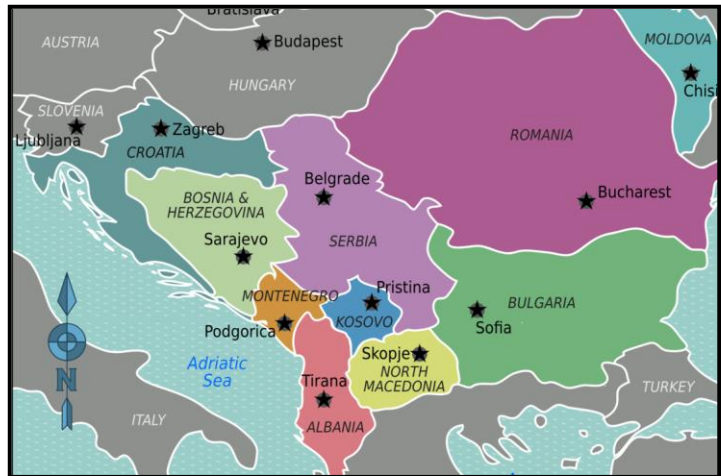 Bratislava
Budapest
AUSTRIA
HUNGARY
MOLDOVA
Chisi
SLOVENIA
Ljubljana
Zagreb
CROATIA
ROMANIA
Bucharest
BOSNIA &
HERZEGOVINA
Sarajevo
Belgrade
SERBIA
MONTENEGRO
Podgorica
Pristina
KOSOVO
BULGARIA
Sofia
Skopje
NORTH
MACEDONIA
Tirana
ALBANIA
Adriatic
Sea
N
ITALY
TURKEY